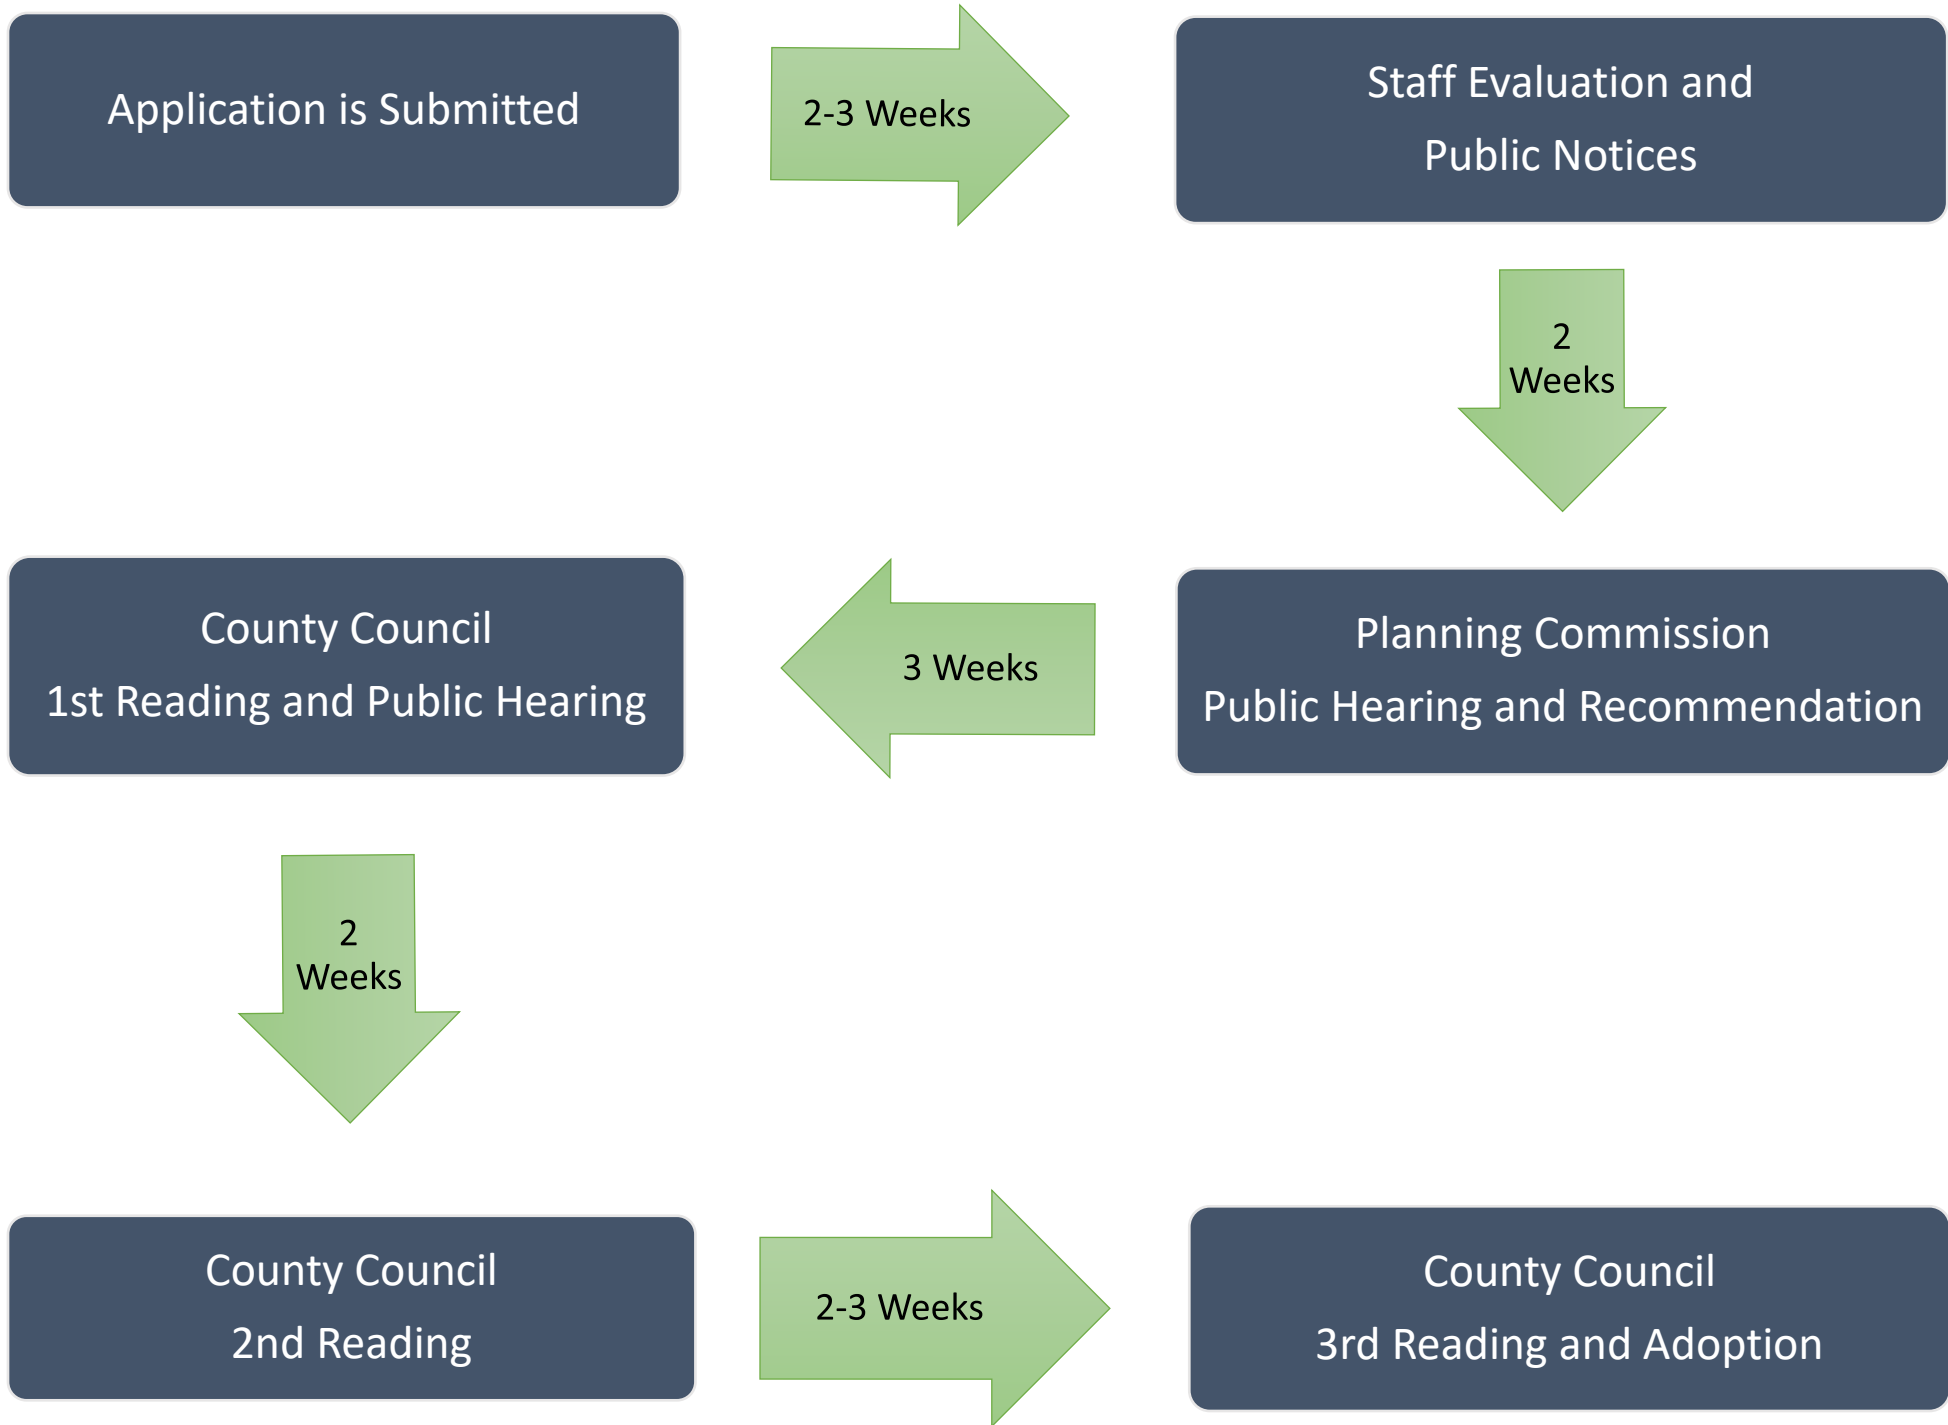 Application is Submitted
2-3 Weeks
Staff Evaluation and
Public Notices
2
Weeks
Planning Commission
Public Hearing and Recommendation
3 Weeks
County Council
1st Reading and Public Hearing
2
Weeks
County Council
2nd Reading
2-3 Weeks
County Council
3rd Reading and Adoption